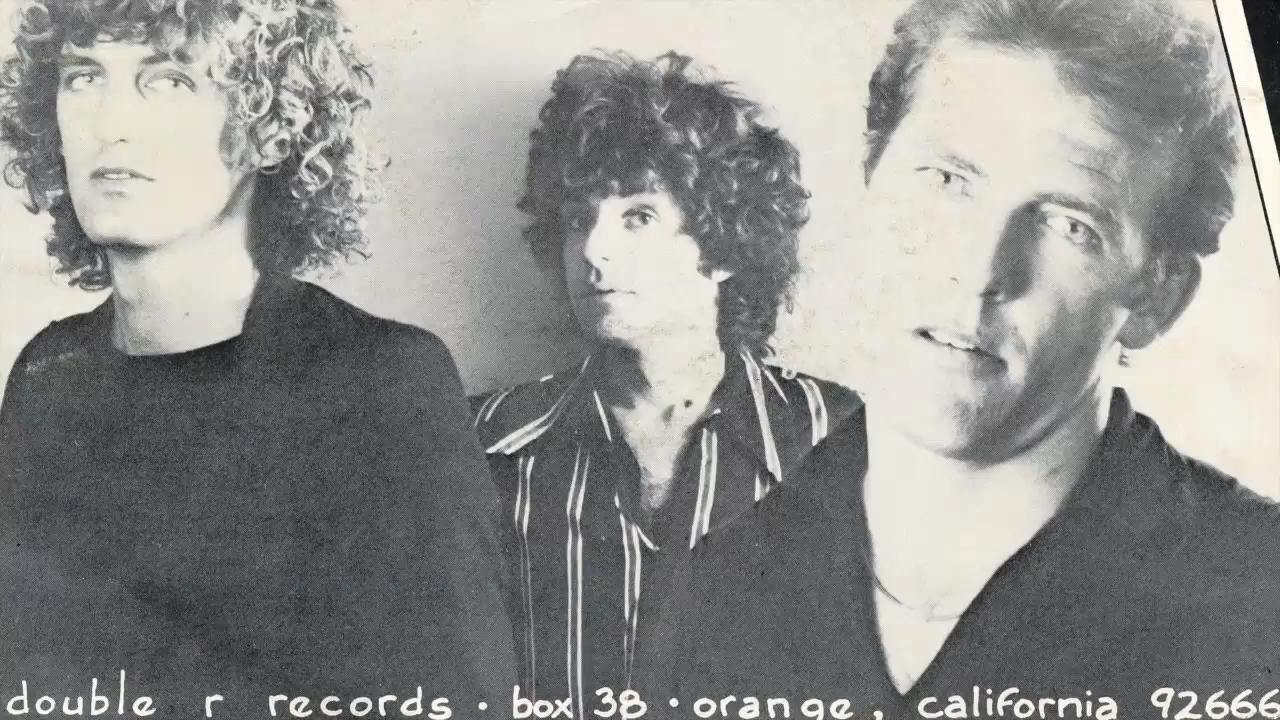 double r records · box 38 · orange, california 92666